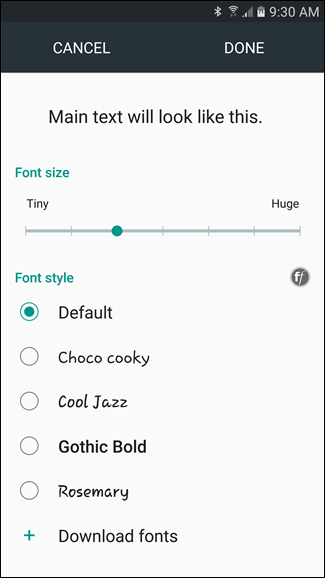 9:30 AM
CANCEL DONE
Main text will look like this.
Font size
Tiny Huge
Font style
ff
Default
Choco cooky
Cool Jazz
Gothic Bold
Rosemary
+ Download fonts